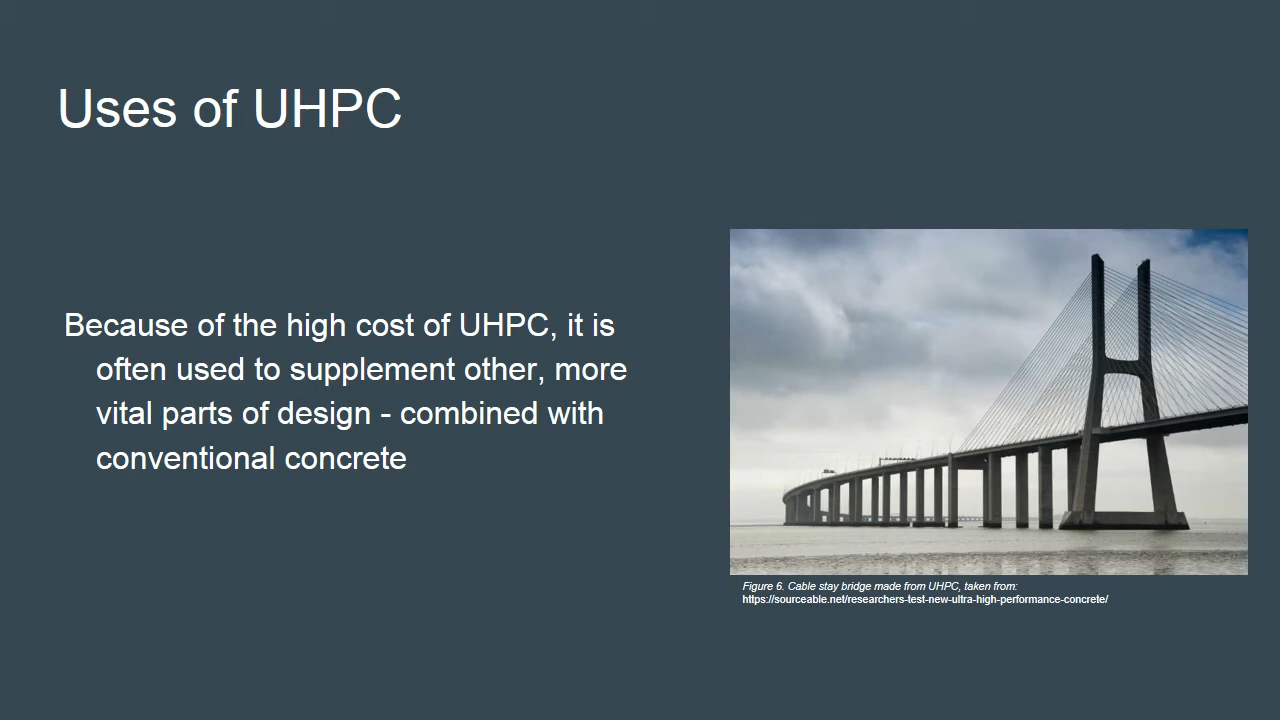 Uses of UHPC
Because of the high cost of UHPC, it is
often used to supplement other, more
vital parts of design - combined with
conventional concrete
Figure 6. Cable stay bridge made from UHPC, taken from:
https://sourceable.net/researchers-test-new-ultra-high-performance-concrete/